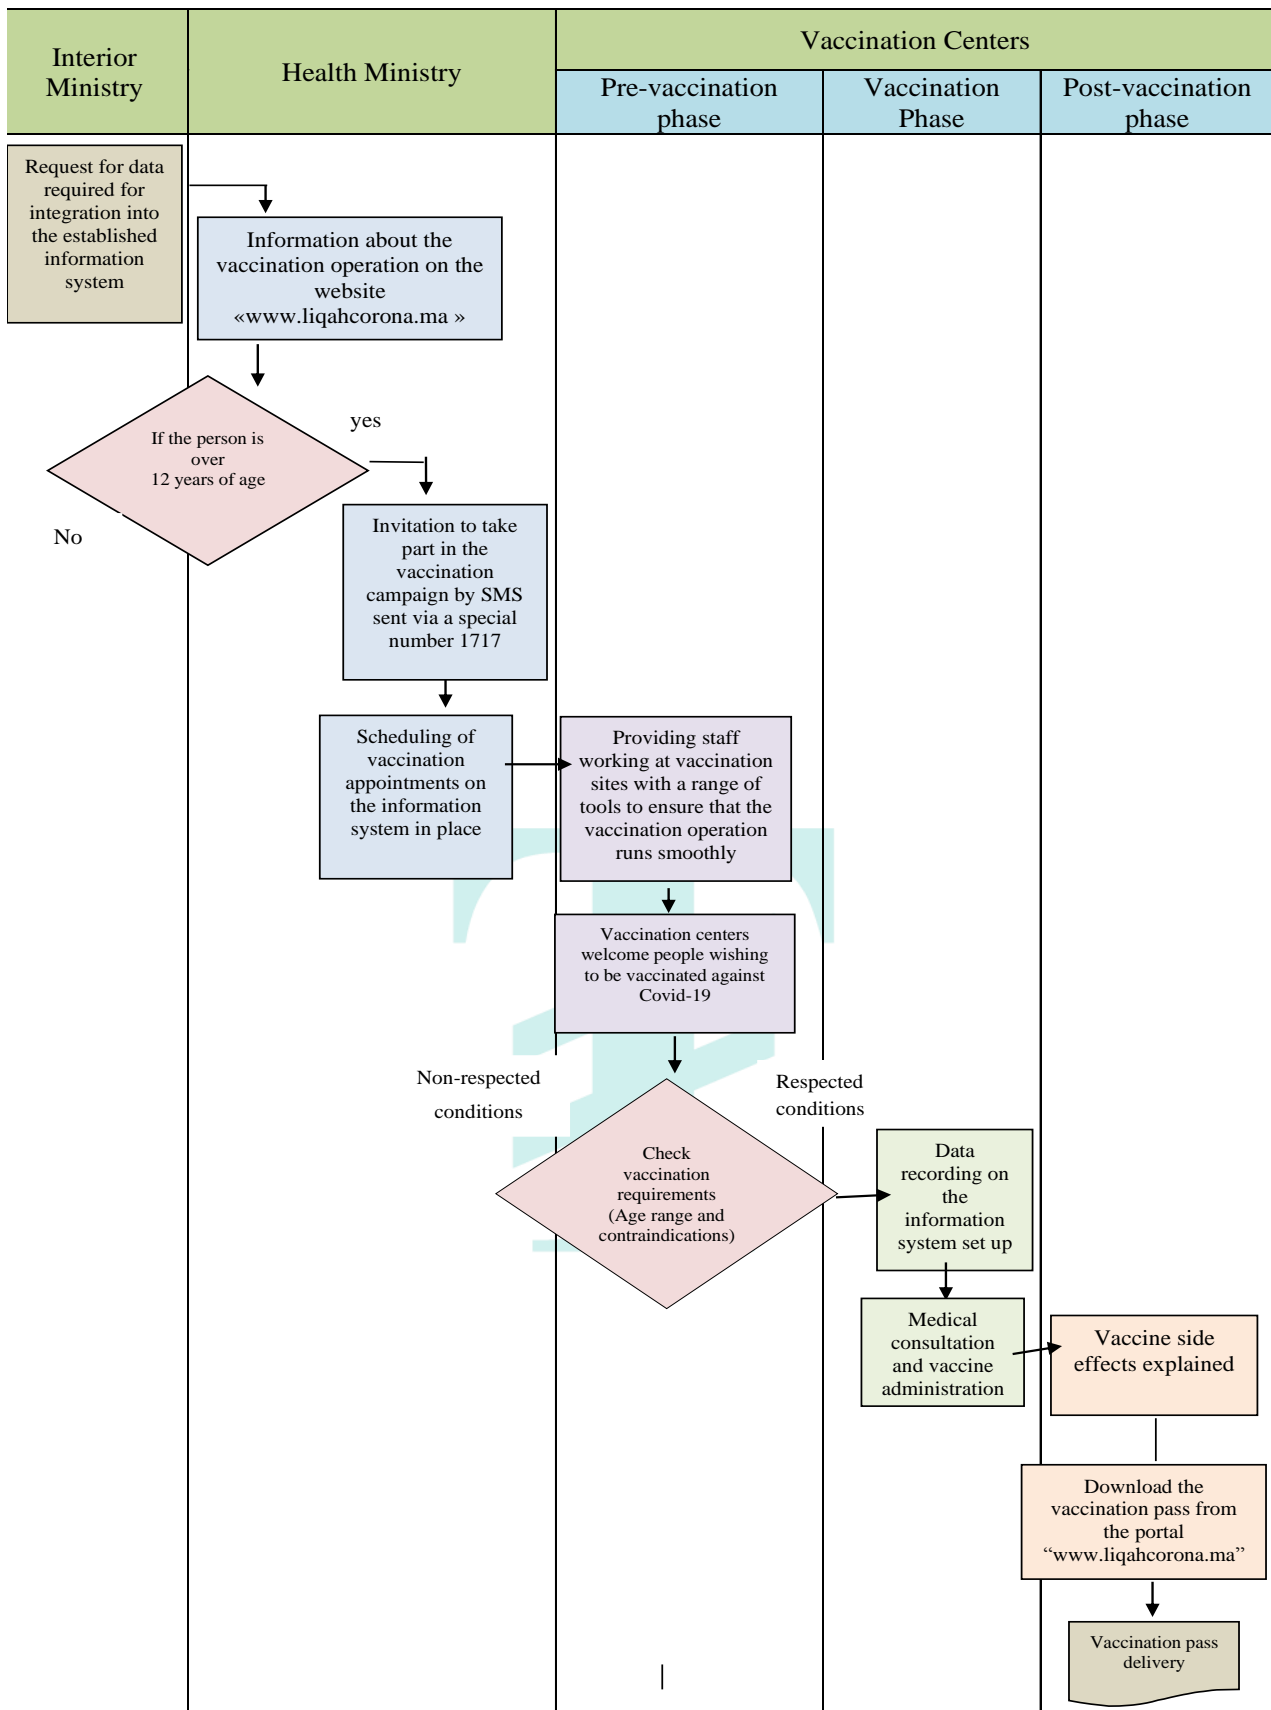 Interior
Ministry
Health Ministry
Vaccination Centers
Pre-vaccination
phase
Vaccination
Phase
Post-vaccination
phase
Request for data
required for
integration into
the established
information
system
Information about the
vaccination operation on the
website
«www.liqahcorona.ma »
If the person is
over
12 years of age
yes
No
Invitation to take
part in the
vaccination
campaign by SMS
sent via a special
number 1717
Scheduling of
vaccination
appointments on
the information
system in place
Providing staff
working at vaccination
sites with a range of
tools to ensure that the
vaccination operation
runs smoothly
Vaccination centers
welcome people wishing
to be vaccinated against
Covid-19
Non-respected
conditions
Respected
conditions
Check
vaccination
requirements
(Age range and
contraindications)
Data
recording on
the
information
system set up
Medical
consultation
and vaccine
administration
Vaccine side
effects explained
Download the
vaccination pass from
the portal
“www.liqahcorona.ma”
Vaccination pass
delivery